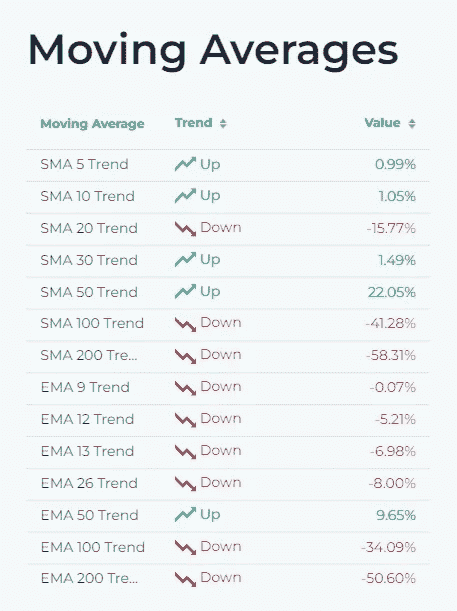 Moving Averages
Moving Average Trend Value
SMA 5 Trend Up 0.99%
SMA 10 Trend Up 1.05%
SMA 20 Trend Down -15.77%
SMA 30 Trend Up 1.49%
SMA 50 Trend Up 22.05%
SMA 100 Trend Down -41.28%
SMA 200 Tre... Down -58.31%
EMA 9 Trend Down -0.07%
EMA 12 Trend Down -5.21%
EMA 13 Trend Down -6.98%
EMA 26 Trend Down -8.00%
EMA 50 Trend Up 9.65%
EMA 100 Trend Down -34.09%
EMA 200 Tre... Down -50.60%